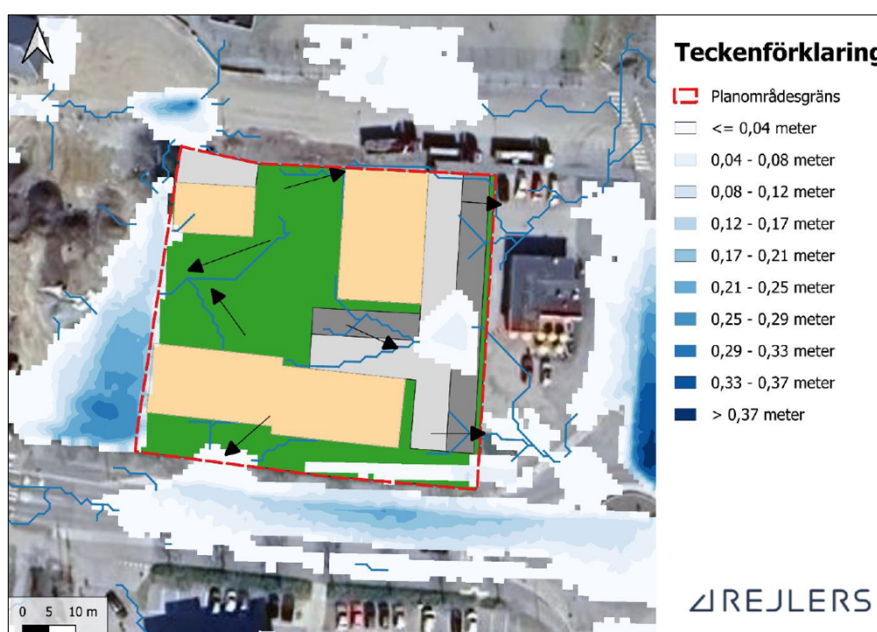 Teckenförklaring
Planområdesgräns
<= 0,04 meter
0,04 - 0,08 meter
0,08 - 0,12 meter
0,12 - 0,17 meter
0,17 - 0,21 meter
0,21 - 0,25 meter
0,25 - 0,29 meter
0,29 - 0,33 meter
0,33 - 0,37 meter
> 0,37 meter
0 5 10 m
REJLERS